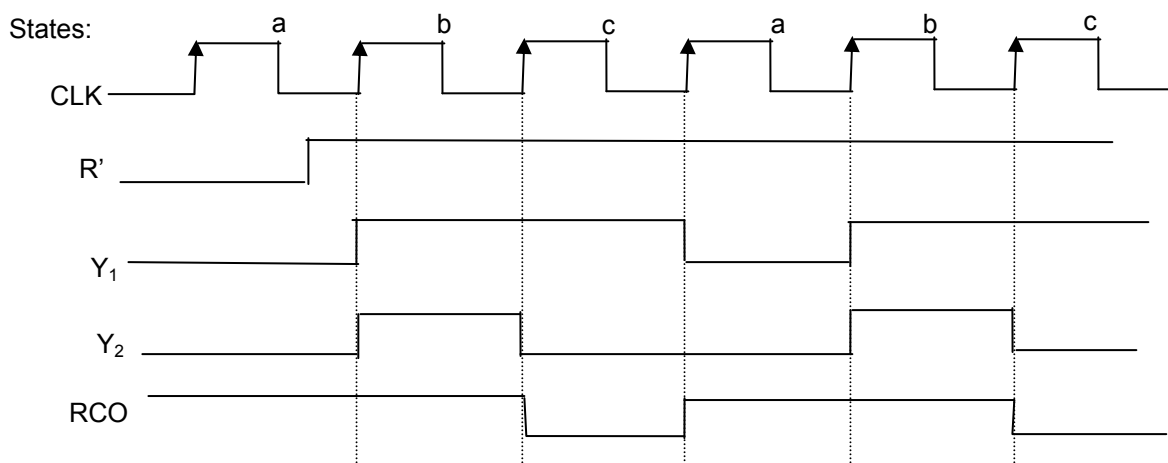 States: a b c a b c
CLK
R’
Y₁
Y₂
RCO